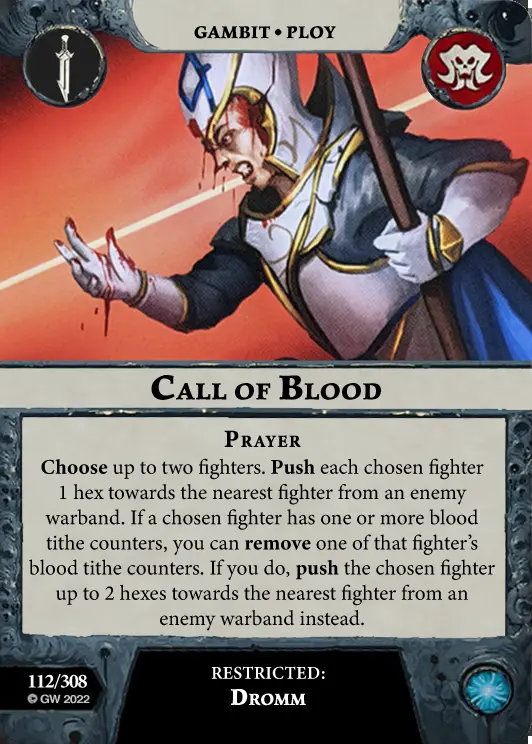 GAMBIT • PLOY
CALL OF BLOOD
PRAYER
Choose up to two fighters. Push each chosen fighter
1 hex towards the nearest fighter from an enemy
warband. If a chosen fighter has one or more blood
tithe counters, you can remove one of that fighter's
blood tithe counters. If you do, push the chosen fighter
up to 2 hexes towards the nearest fighter from an
enemy warband instead.
112/308
© GW 2022
RESTRICTED:
DROMM